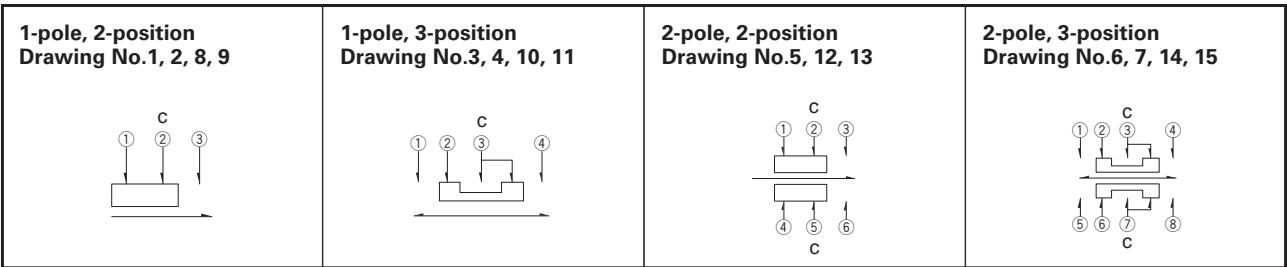 1-pole, 2-position
Drawing No.1, 2, 8, 9
C
① ② ③
1-pole, 3-position
Drawing No.3, 4, 10, 11
C
① ② ③ ④
2-pole, 2-position
Drawing No.5, 12, 13
C
① ② ③
④ ⑤ ⑥
C
2-pole, 3-position
Drawing No.6, 7, 14, 15
C
① ② ③ ④
⑤ ⑥ ⑦ ⑧
C